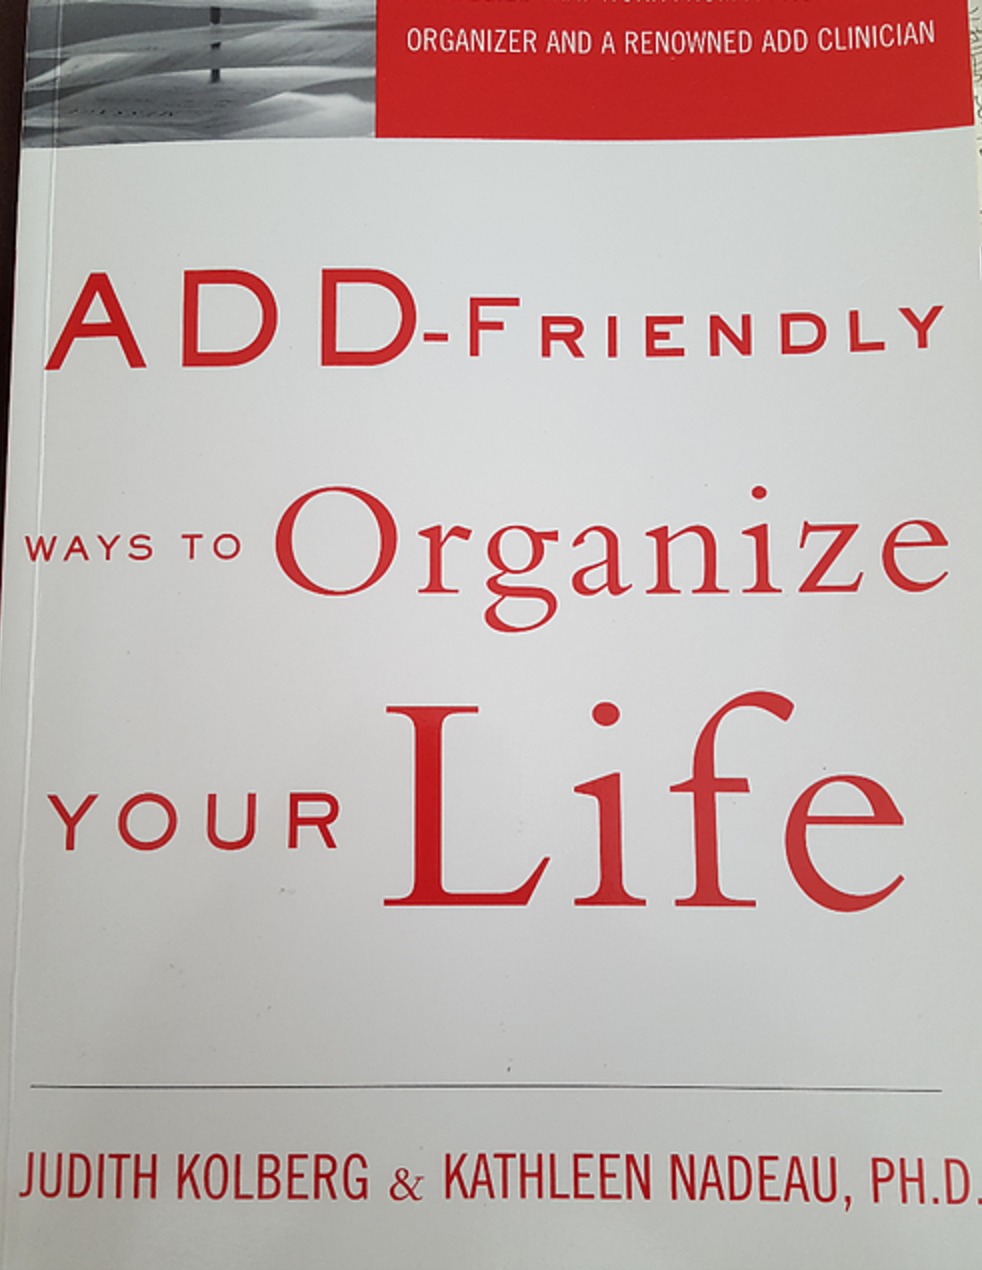 ORGANIZER AND A RENOWNED ADD CLINICIAN
ADD-FRIENDLY
WAYS TO Organize
YOUR Life
JUDITH KOLBERG & KATHLEEN NADEAU, PH.D.